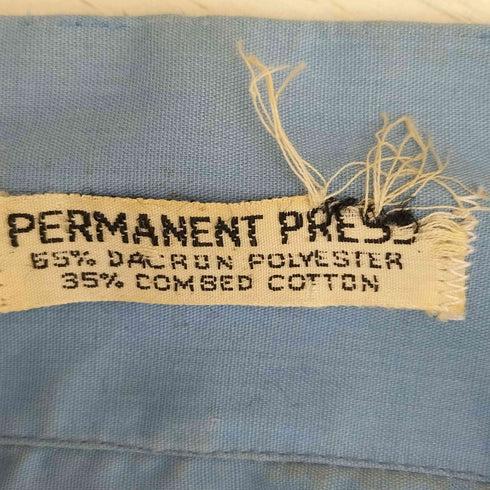 PERMANENT PRESS
65% DACRON POLYESTER
35% COMBED COTTON